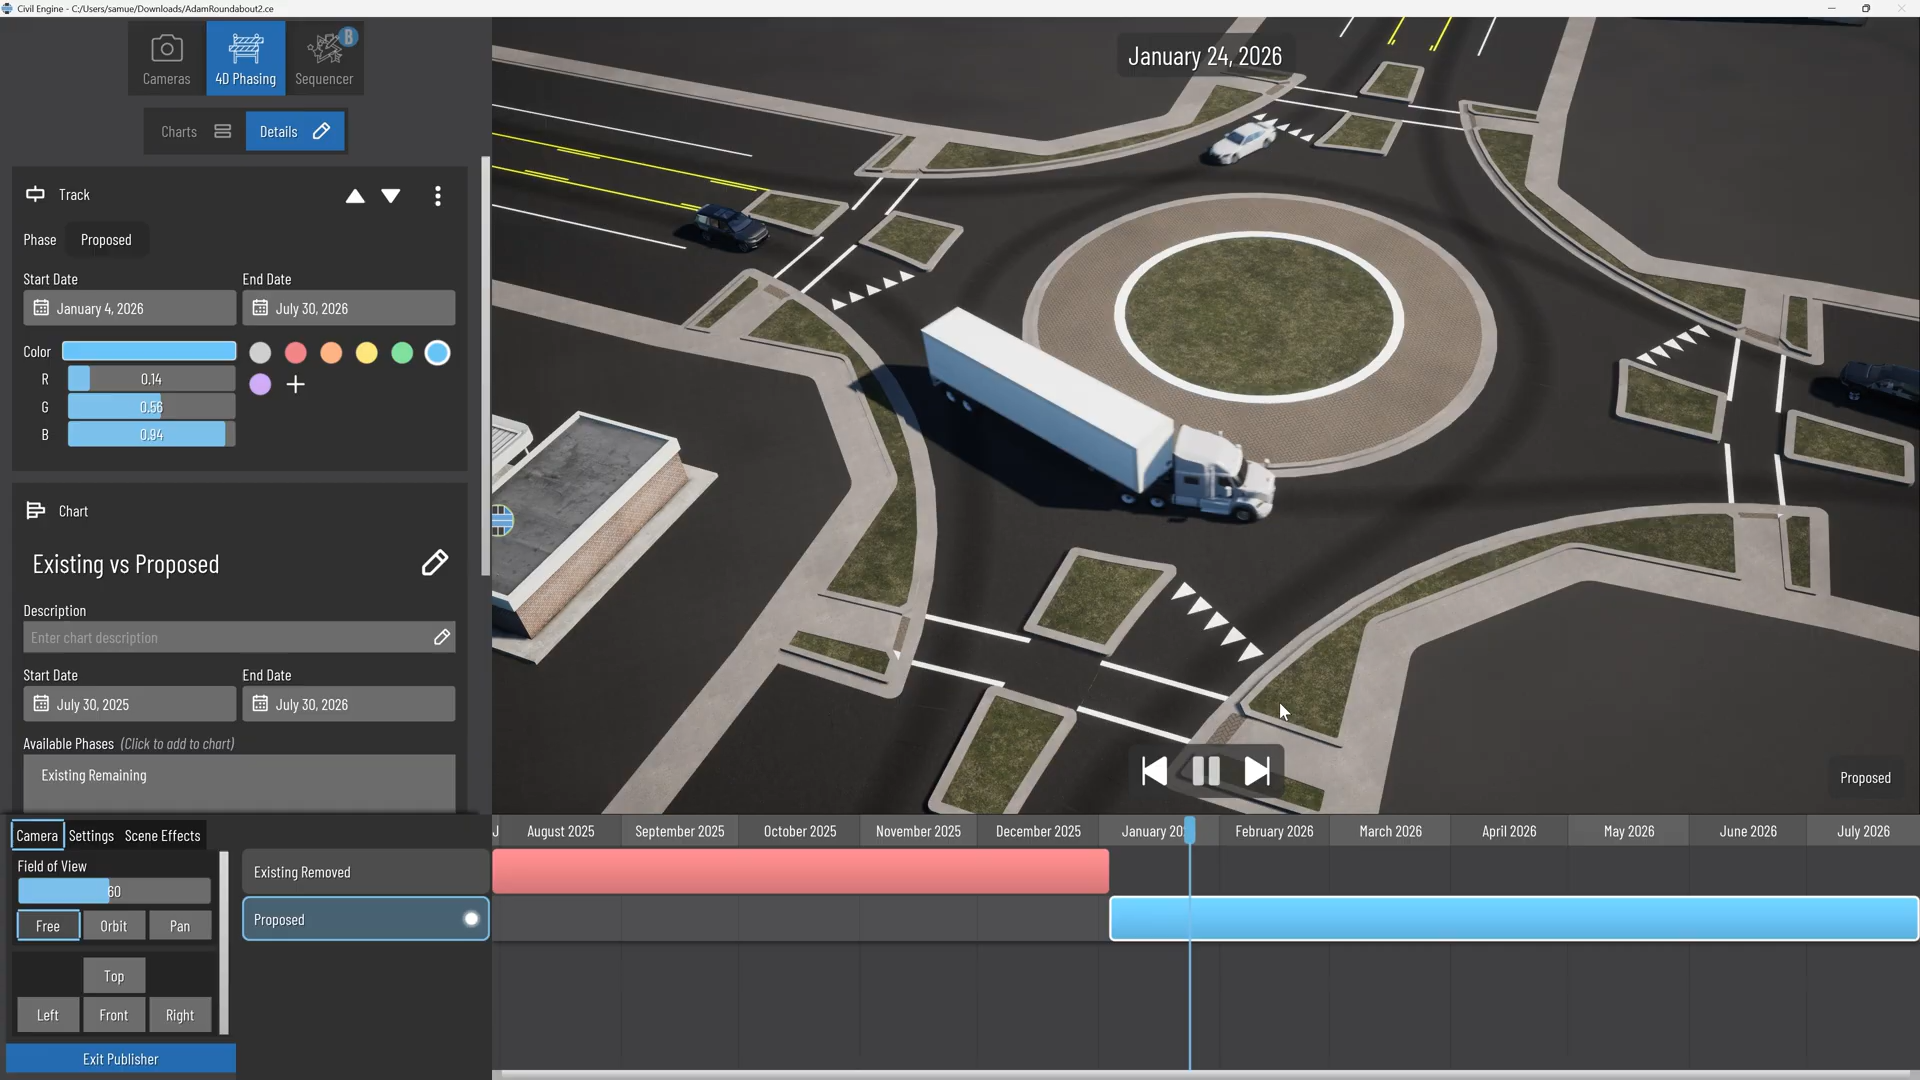 Civil Engine - C:/Users/samue/Downloads/AdamRoundabout2.ce
Cameras
4D Phasing
B
Sequencer
Charts
Details
January 24, 2026
Track
Phase
Proposed
Start Date
End Date
January 4, 2026
July 30, 2026
Color
R
0.14
G
0.56
B
0.94
Chart
Existing vs Proposed
Description
Enter chart description
Start Date
End Date
July 30, 2025
July 30, 2026
Available Phases (Click to add to chart)
Existing Remaining
Proposed
Camera
Settings
Scene Effects
Field of View
60
Free
Orbit
Pan
Top
Left
Front
Right
Exit Publisher
J
August 2025
September 2025
October 2025
November 2025
December 2025
January 20
February 2026
March 2026
April 2026
May 2026
June 2026
July 2026
Existing Removed
Proposed